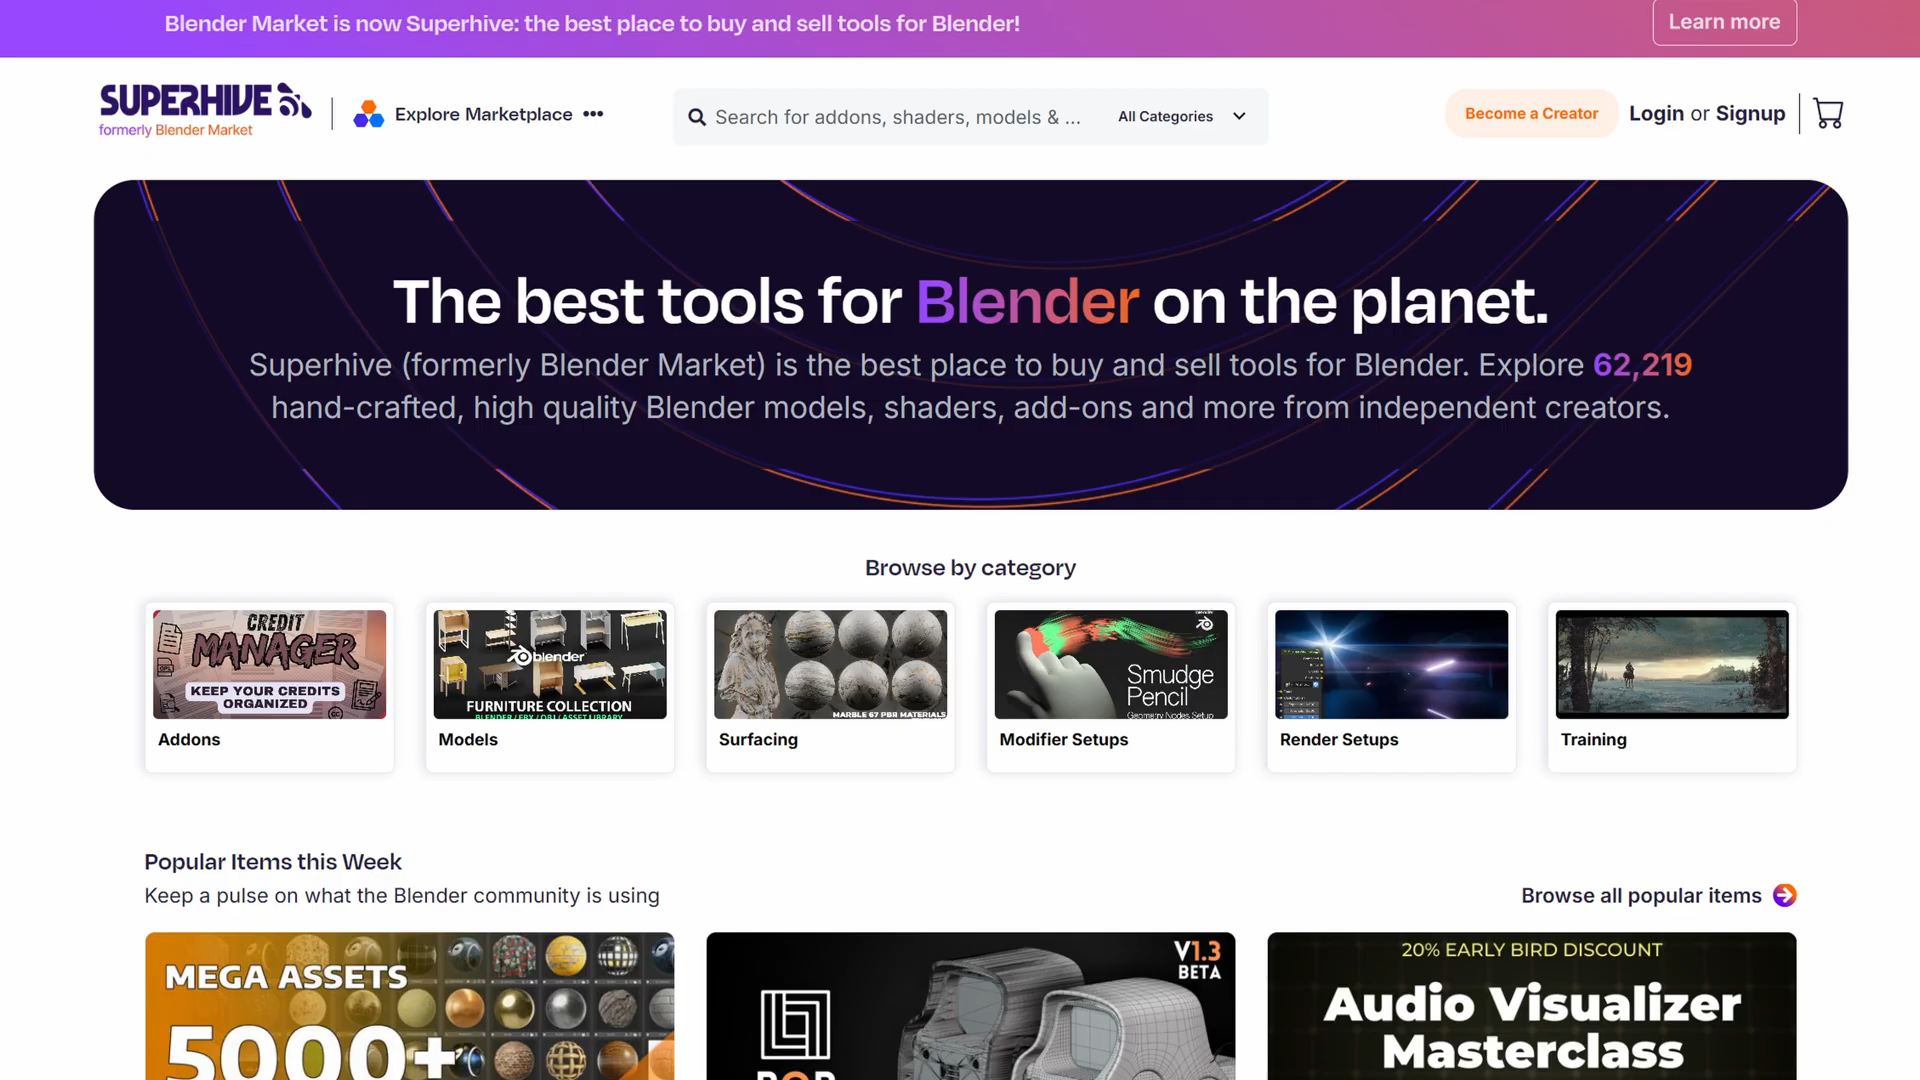 Blender Market is now Superhive: the best place to buy and sell tools for Blender!
Learn more
SUPERHIVE
formerly Blender Market
Explore Marketplace •••
Search for addons, shaders, models & ...
All Categories
Become a Creator
Login or Signup
The best tools for Blender on the planet.
Superhive (formerly Blender Market) is the best place to buy and sell tools for Blender. Explore 62,219
hand-crafted, high quality Blender models, shaders, add-ons and more from independent creators.
Browse by category
CREDIT
MANAGER
KEEP YOUR CREDITS
ORGANIZED
Addons
blender
FURNITURE COLLECTION
BLENDER / FBX / OBJ / ASSET LIBRARY
Models
MARBLE 67 PBR MATERIALS
Surfacing
blender
Smudge
Pencil
Geometry Nodes Setup
Modifier Setups
Render Setups
Training
Popular Items this Week
Keep a pulse on what the Blender community is using
Browse all popular items
MEGA ASSETS
5000+
V1.3
BETA
20% EARLY BIRD DISCOUNT
Audio Visualizer
Masterclass